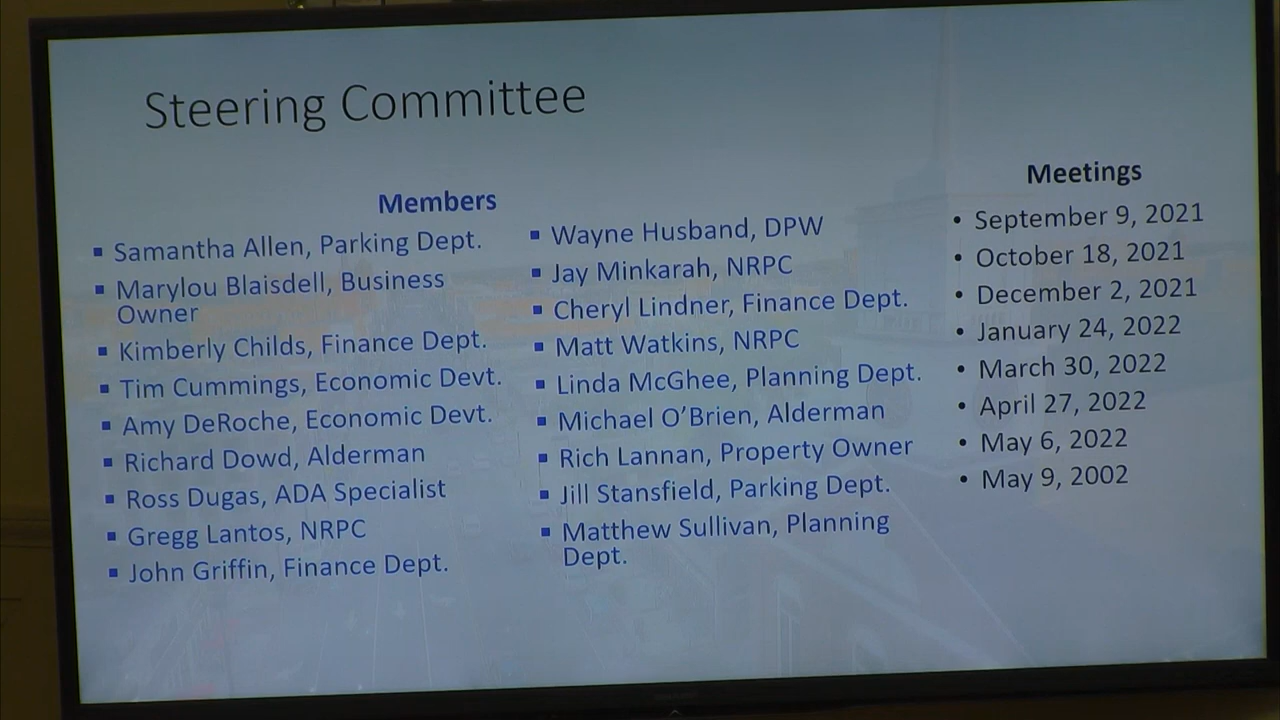 Steering Committee
Members
▪ Samantha Allen, Parking Dept.
▪ Marylou Blaisdell, Business
Owner
▪ Kimberly Childs, Finance Dept.
▪ Tim Cummings, Economic Devt.
▪ Amy DeRoche, Economic Devt.
▪ Richard Dowd, Alderman
▪ Ross Dugas, ADA Specialist
▪ Gregg Lantos, NRPC
▪ John Griffin, Finance Dept.
▪ Wayne Husband, DPW
▪ Jay Minkarah, NRPC
▪ Cheryl Lindner, Finance Dept.
▪ Matt Watkins, NRPC
▪ Linda McGhee, Planning Dept.
▪ Michael O’Brien, Alderman
▪ Rich Lannan, Property Owner
▪ Jill Stansfield, Parking Dept.
▪ Matthew Sullivan, Planning
Dept.
Meetings
• September 9, 2021
• October 18, 2021
• December 2, 2021
• January 24, 2022
• March 30, 2022
• April 27, 2022
• May 6, 2022
• May 9, 2002